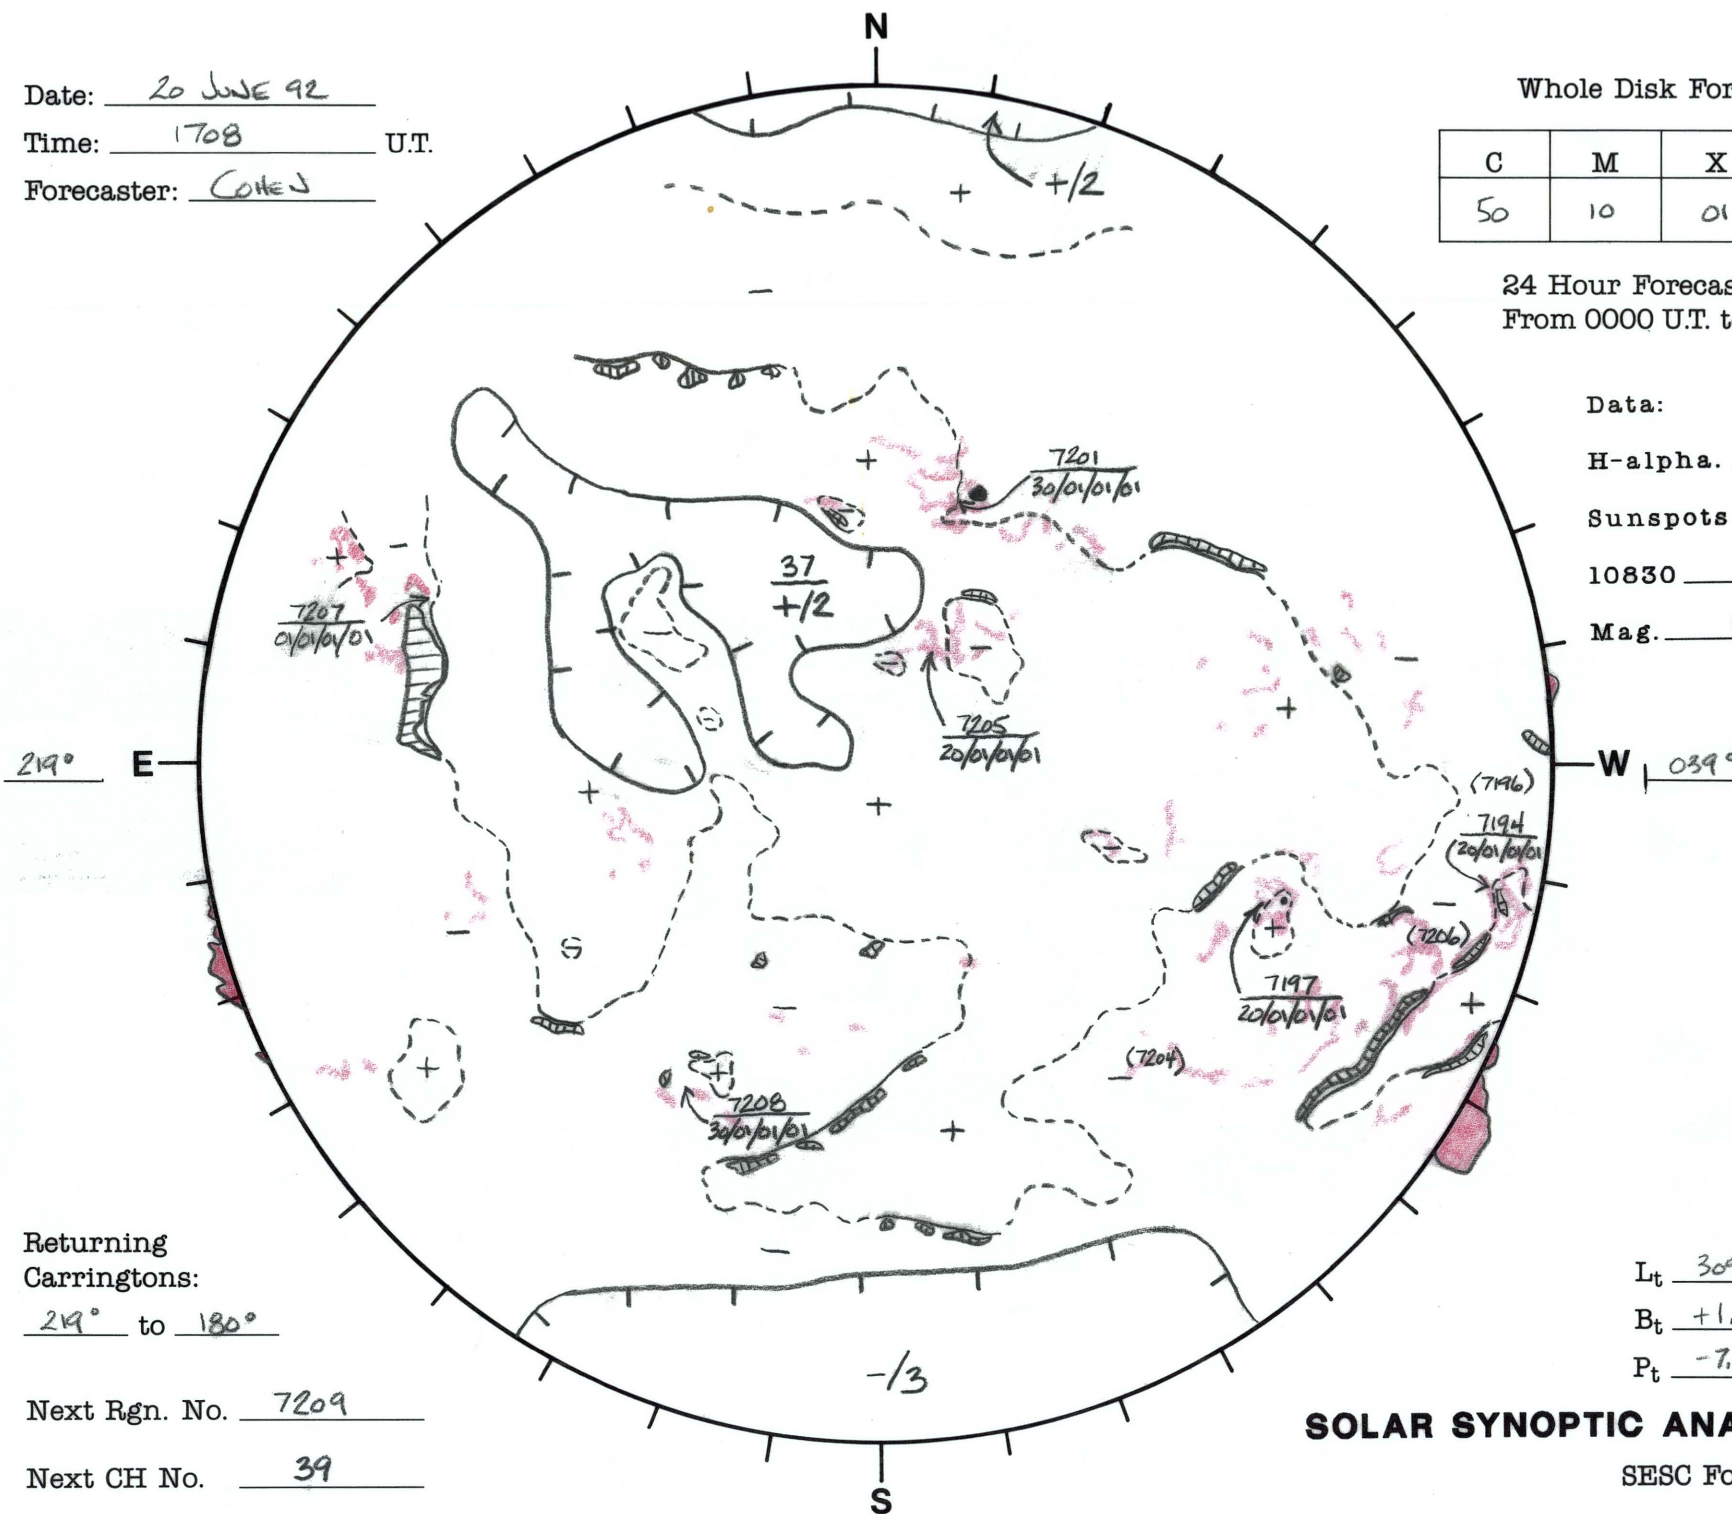 N
Date: 20 JUNE 92
Time: 1708 U.T.
Forecaster: COHEN
Whole Disk For
C M X
50 10 01
24 Hour Forecas
From 0000 U.T. t
Data:
H-alpha.
Sunspots
10830
Mag.
+/2
+
−
7201
30/01/01/01
+
37
+/2
+
−
7207
01/01/01/01
−
−
−
7205
20/01/01/01
−
+
219° E
W 039°
(7196)
7194
20/01/01/01
+
+
−
−
−
(7206)
+
7197
20/01/01/01
+
−
+
(7204)
−
+
7208
30/01/01/01
+
−
-/3
Returning
Carringtons:
219° to 180°
Next Rgn. No. 7209
Next CH No. 39
Lt 309
Bt +1.
Pt -7.
SOLAR SYNOPTIC ANA
SESC Fo
S